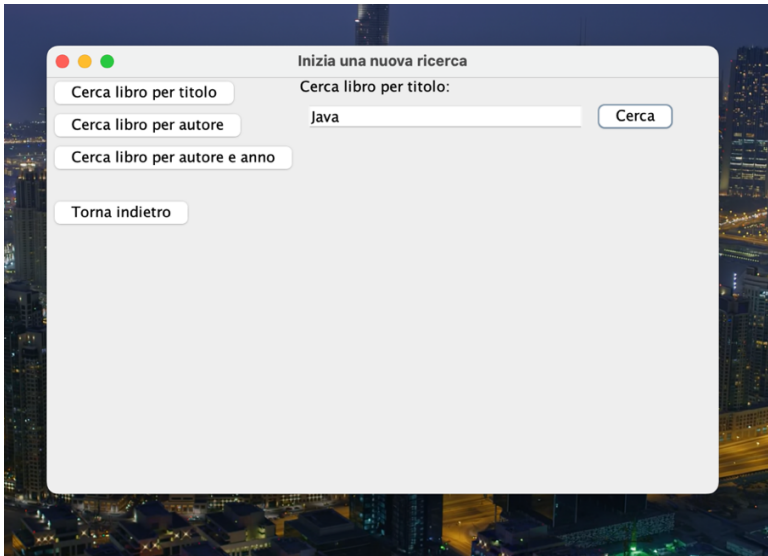 Inizia una nuova ricerca
Cerca libro per titolo
Cerca libro per autore
Cerca libro per autore e anno
Torna indietro
Cerca libro per titolo:
Java
Cerca